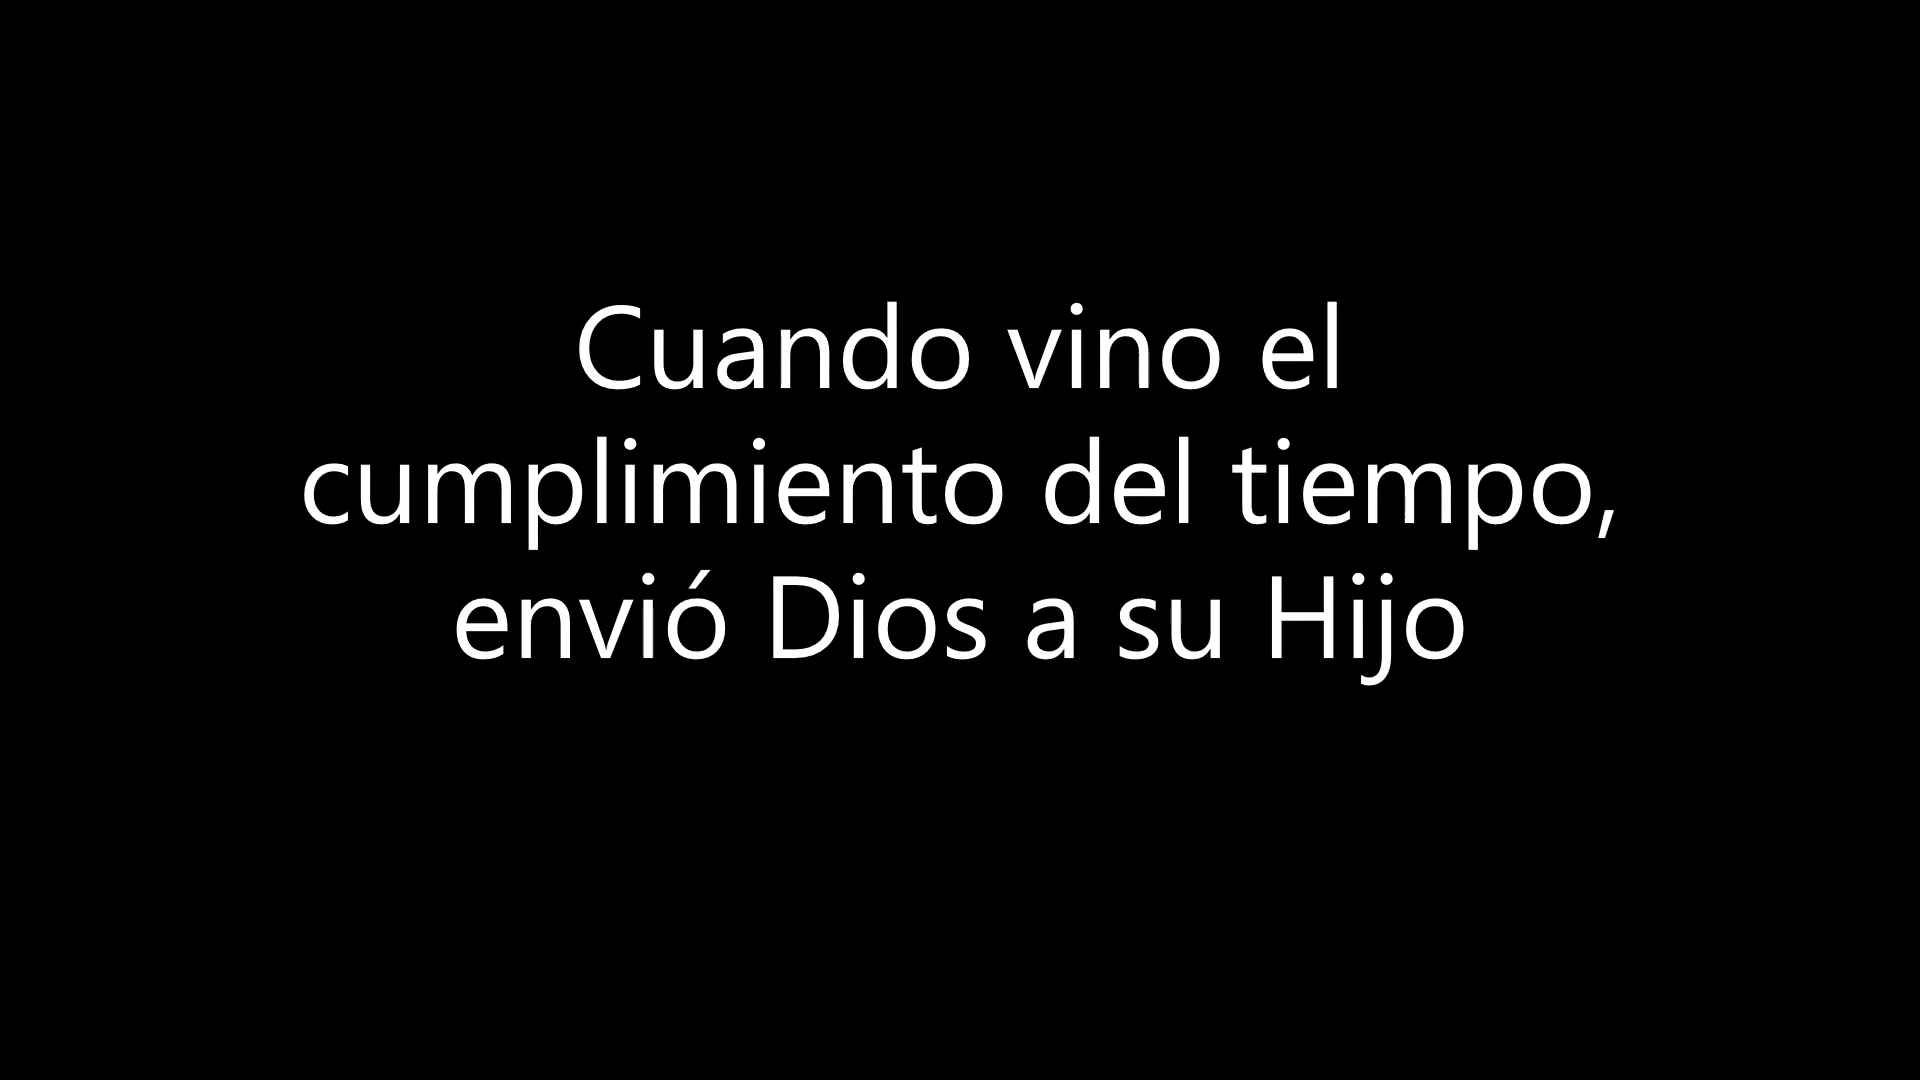 Cuando vino el
cumplimiento del tiempo,
envió Dios a su Hijo